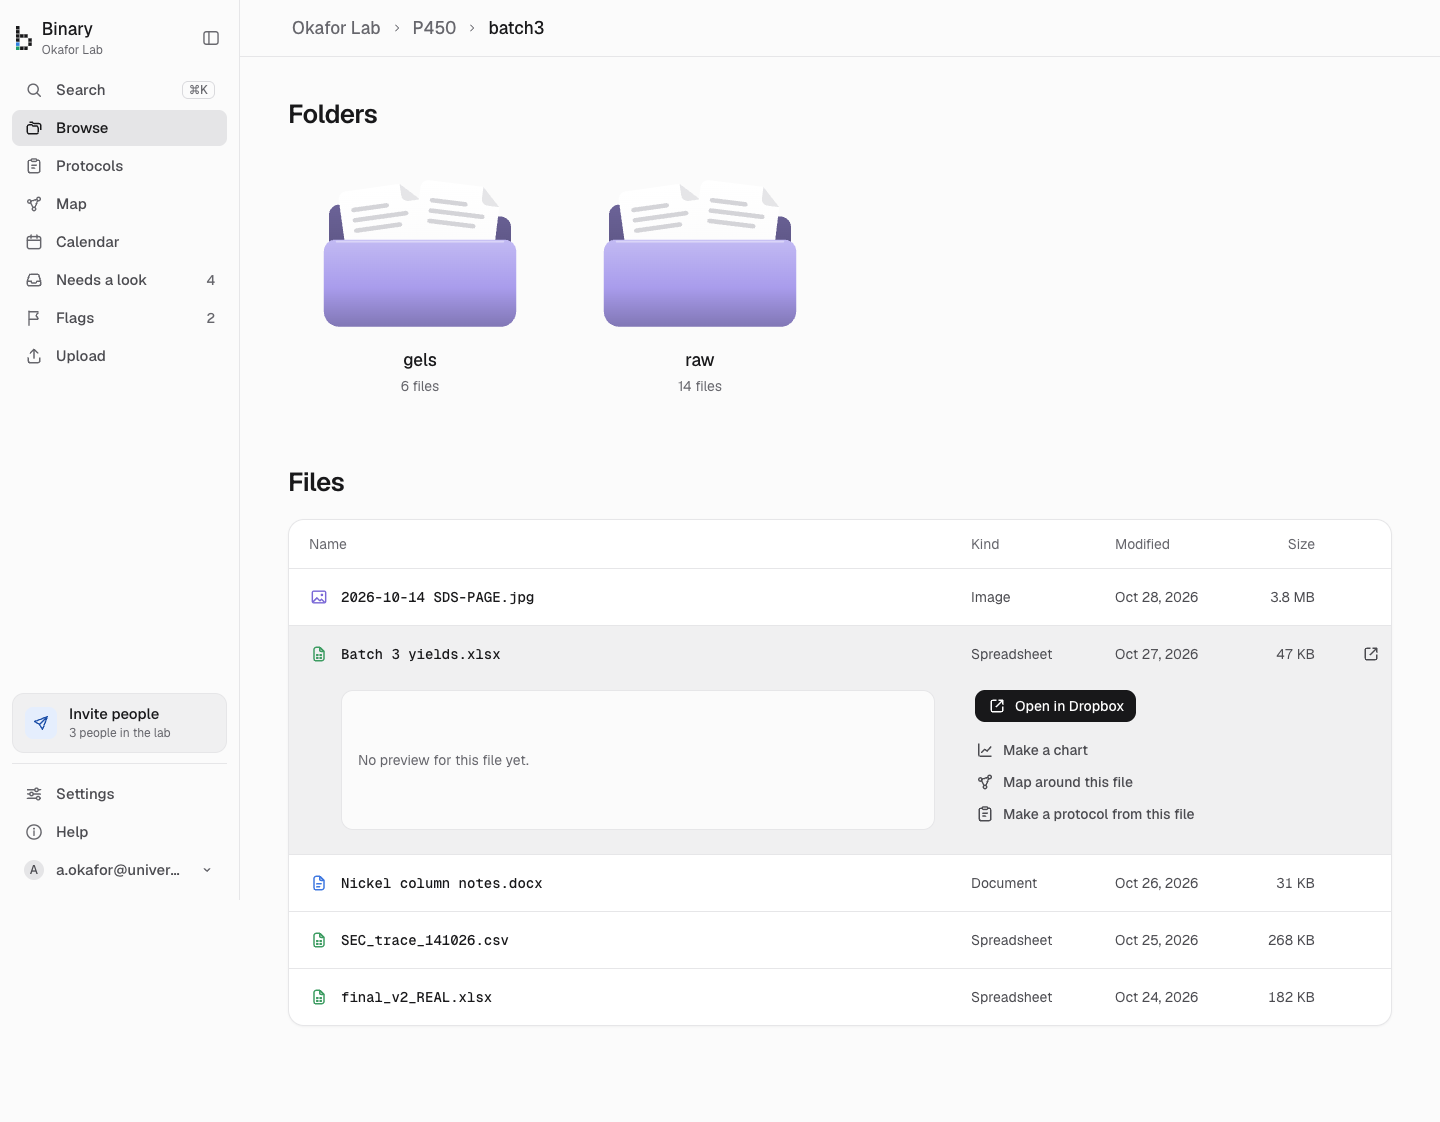 Binary
Okafor Lab
Search ⌘K
Browse
Protocols
Map
Calendar
Needs a look 4
Flags 2
Upload
Invite people
3 people in the lab
Settings
Help
A a.okafor@univer...
Okafor Lab › P450 › batch3
Folders
gels
6 files
raw
14 files
Files
Name Kind Modified Size
2026-10-14 SDS-PAGE.jpg Image Oct 28, 2026 3.8 MB
Batch 3 yields.xlsx Spreadsheet Oct 27, 2026 47 KB
No preview for this file yet.
Open in Dropbox
Make a chart
Map around this file
Make a protocol from this file
Nickel column notes.docx Document Oct 26, 2026 31 KB
SEC_trace_141026.csv Spreadsheet Oct 25, 2026 268 KB
final_v2_REAL.xlsx Spreadsheet Oct 24, 2026 182 KB